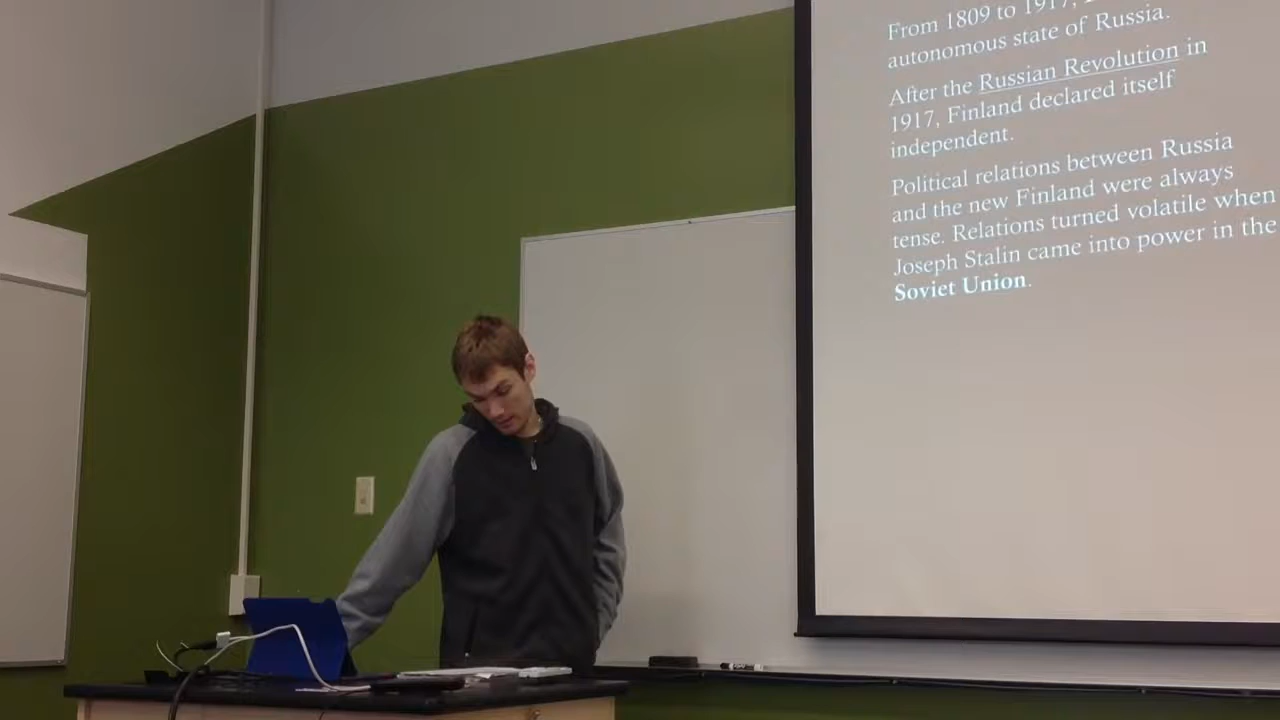 From 1809 to 1917,
autonomous state of Russia.
After the Russian Revolution in
1917, Finland declared itself
independent.
Political relations between Russia
and the new Finland were always
tense. Relations turned volatile when
Joseph Stalin came into power in the
Soviet Union.